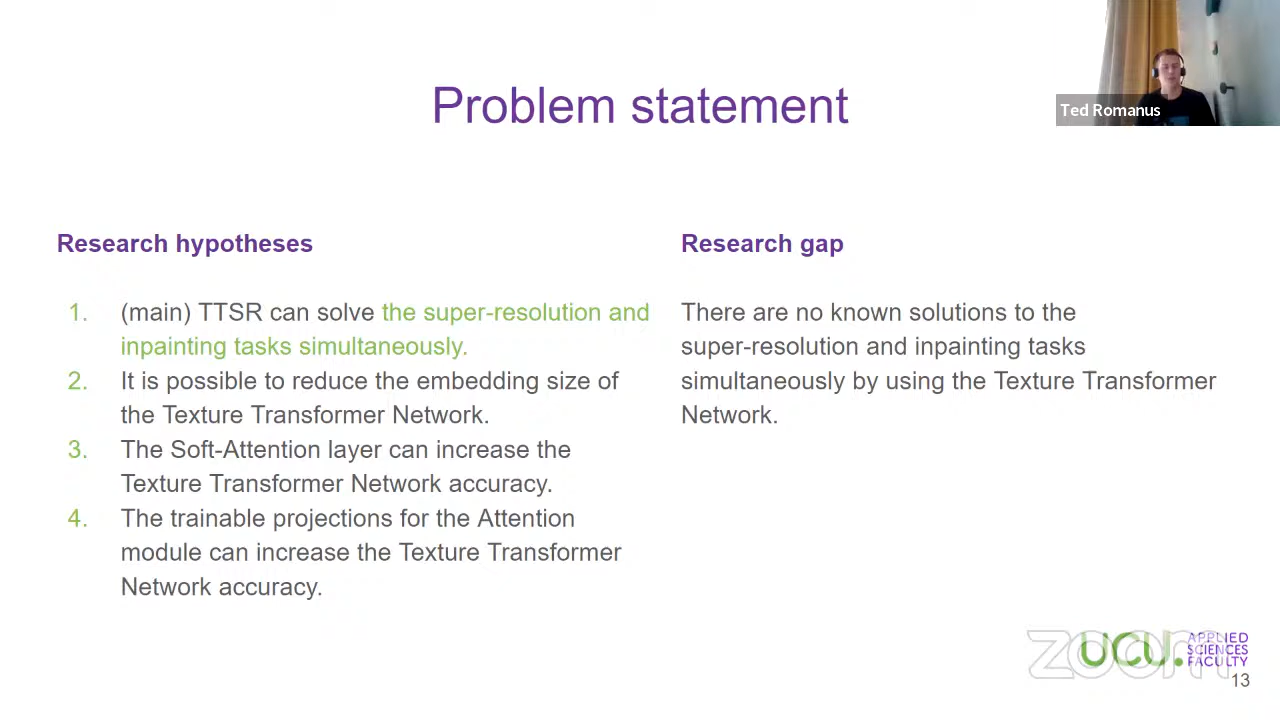 Problem statement
Ted Romanus
Research hypotheses
1. (main) TTSR can solve the super-resolution and
inpainting tasks simultaneously.
2. It is possible to reduce the embedding size of
the Texture Transformer Network.
3. The Soft-Attention layer can increase the
Texture Transformer Network accuracy.
4. The trainable projections for the Attention
module can increase the Texture Transformer
Network accuracy.
Research gap
There are no known solutions to the
super-resolution and inpainting tasks
simultaneously by using the Texture Transformer
Network.
zoom
UCU.
APPLIED
SCIENCES
FACULTY
13